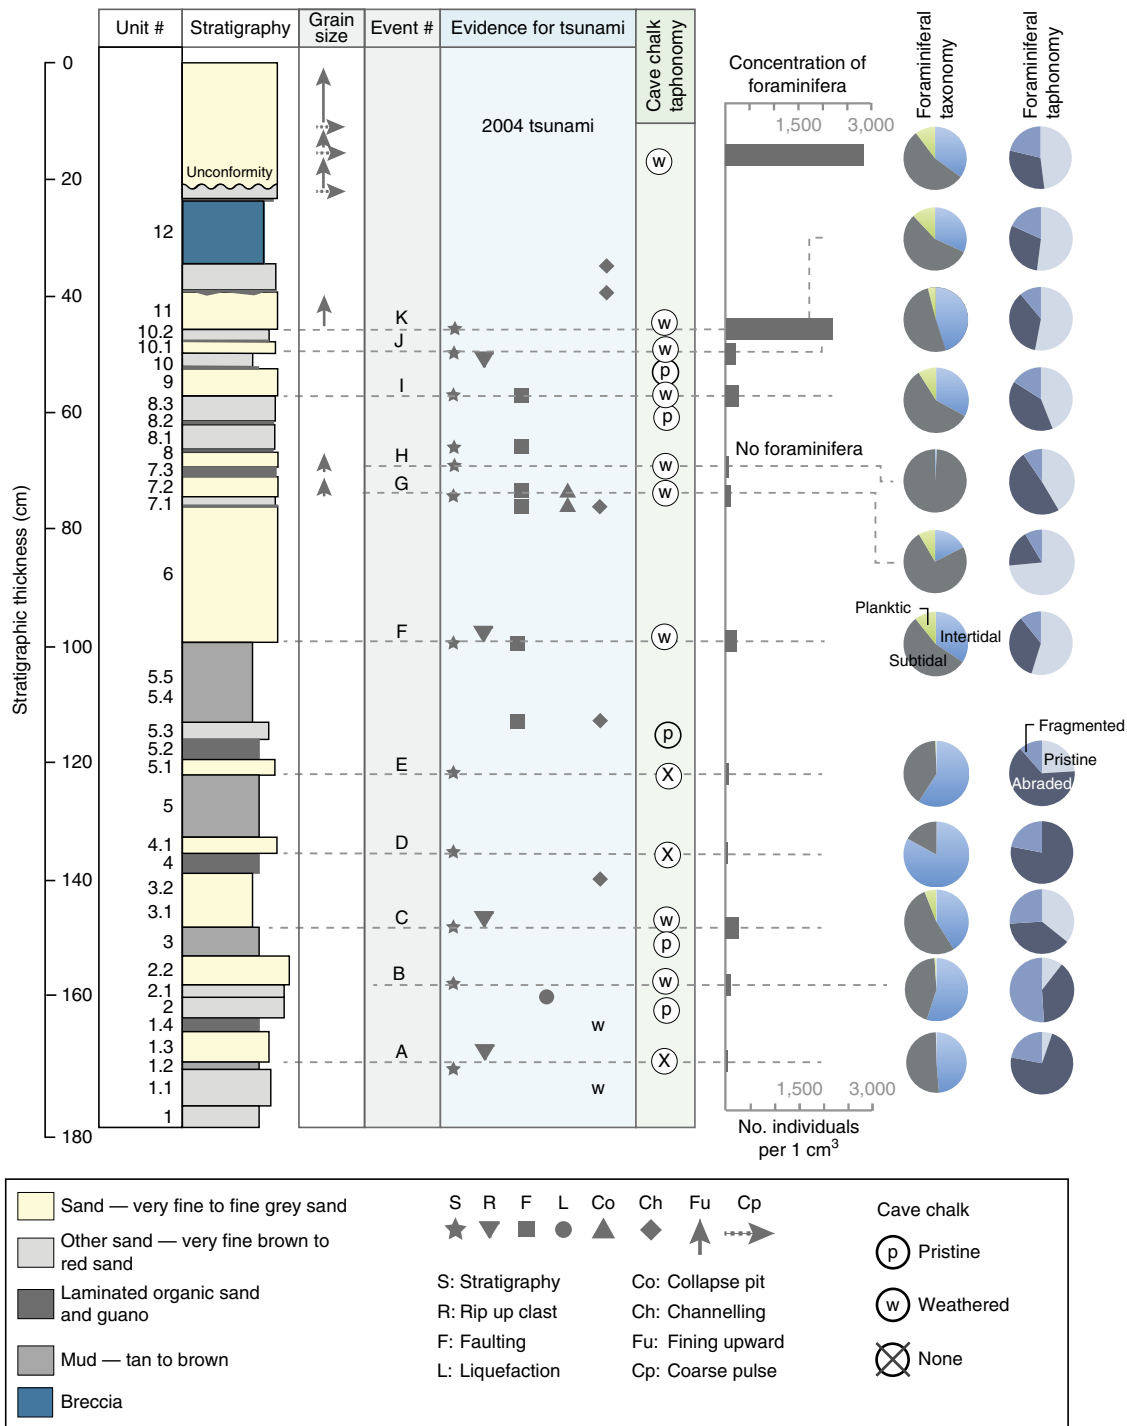 Unit #
Stratigraphy
Grain
size
Event #
Evidence for tsunami
Cave chalk
taphonomy
Concentration of
foraminifera
1,500 3,000
Foraminiferal
taxonomy
Foraminiferal
taphonomy
Stratigraphic thickness (cm)
0
20
40
60
80
100
120
140
160
180
2004 tsunami
Unconformity
12
11
10.2
10.1
10
9
8.3
8.2
8.1
8
7.3
7.2
7.1
6
5.5
5.4
5.3
5.2
5.1
5
4.1
4
3.2
3.1
3
2.2
2.1
2
1.4
1.3
1.2
1.1
1
K
J
I
H
G
F
E
D
C
B
A
w
w
w
w
w
p
w
p
w
w
w
p
X
X
w
p
w
p
X
No foraminifera
Planktic
Intertidal
Subtidal
Fragmented
Pristine
Abraded
1,500 3,000
No. individuals
per 1 cm3
Sand — very fine to fine grey sand
Other sand — very fine brown to
red sand
Laminated organic sand
and guano
Mud — tan to brown
Breccia
S R F L Co Ch Fu Cp
S: Stratigraphy
R: Rip up clast
F: Faulting
L: Liquefaction
Co: Collapse pit
Ch: Channelling
Fu: Fining upward
Cp: Coarse pulse
Cave chalk
p Pristine
w Weathered
None